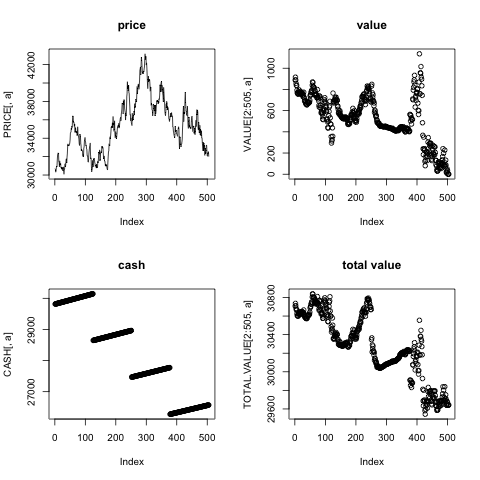 price
PRICE[, a]
30000 34000 38000 42000
0 100 200 300 400 500
Index
value
VALUE[2:505, a]
0 200 600 1000
0 100 200 300 400 500
Index
cash
CASH[, a]
27000 29000
0 100 200 300 400 500
Index
total value
TOTAL.VALUE[2:505, a]
29600 30000 30400 30800
0 100 200 300 400 500
Index